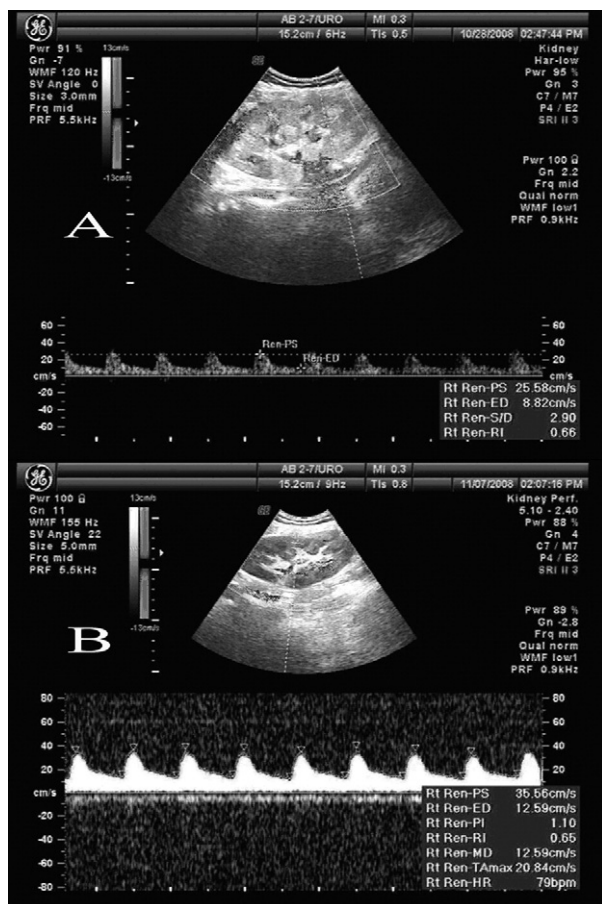 AB 2-7/URO MI 0.3
15.2cm / 6Hz Tls 0.5 10/28/2008 02:47:44 PM
Pwr 91 %
Gn -7
WMF 120 Hz
SV Angle 0
Size 3.0mm
Frq mid
PRF 5.5kHz
13cm/s
-13cm/s
GE
Kidney
Har-low
Pwr 95 %
Gn 3
C7 / M7
P4 / E2
SRI II 3
Pwr 100
Gn 2.2
Frq mid
Qual norm
WMF low1
PRF 0.9kHz
A
60
40
20
cm/s
-20
-40
-60
Ren-PS
Ren-ED
60
40
20
Rt Ren-PS 25.58cm/s
Rt Ren-ED 8.82cm/s
Rt Ren-S/D 2.90
Rt Ren-RI 0.66
AB 2-7/URO MI 0.3
15.2cm / 9Hz Tls 0.8 11/07/2008 02:07:16 PM
Pwr 100
Gn 11
WMF 155 Hz
SV Angle 22
Size 5.0mm
Frq mid
PRF 5.5kHz
13cm/s
-13cm/s
GE
Kidney Perf.
5.10 - 2.40
Pwr 88 %
Gn 4
C7 / M7
P4 / E2
SRI II 3
Pwr 89 %
Gn -2.8
Frq mid
Qual norm
WMF low1
PRF 0.9kHz
B
80
60
40
20
cm/s
-20
-40
-60
-80
80
60
40
20
Rt Ren-PS 35.56cm/s
Rt Ren-ED 12.59cm/s
Rt Ren-PI 1.10
Rt Ren-RI 0.65
Rt Ren-MD 12.59cm/s
Rt Ren-TAmax 20.84cm/s
Rt Ren-HR 79bpm